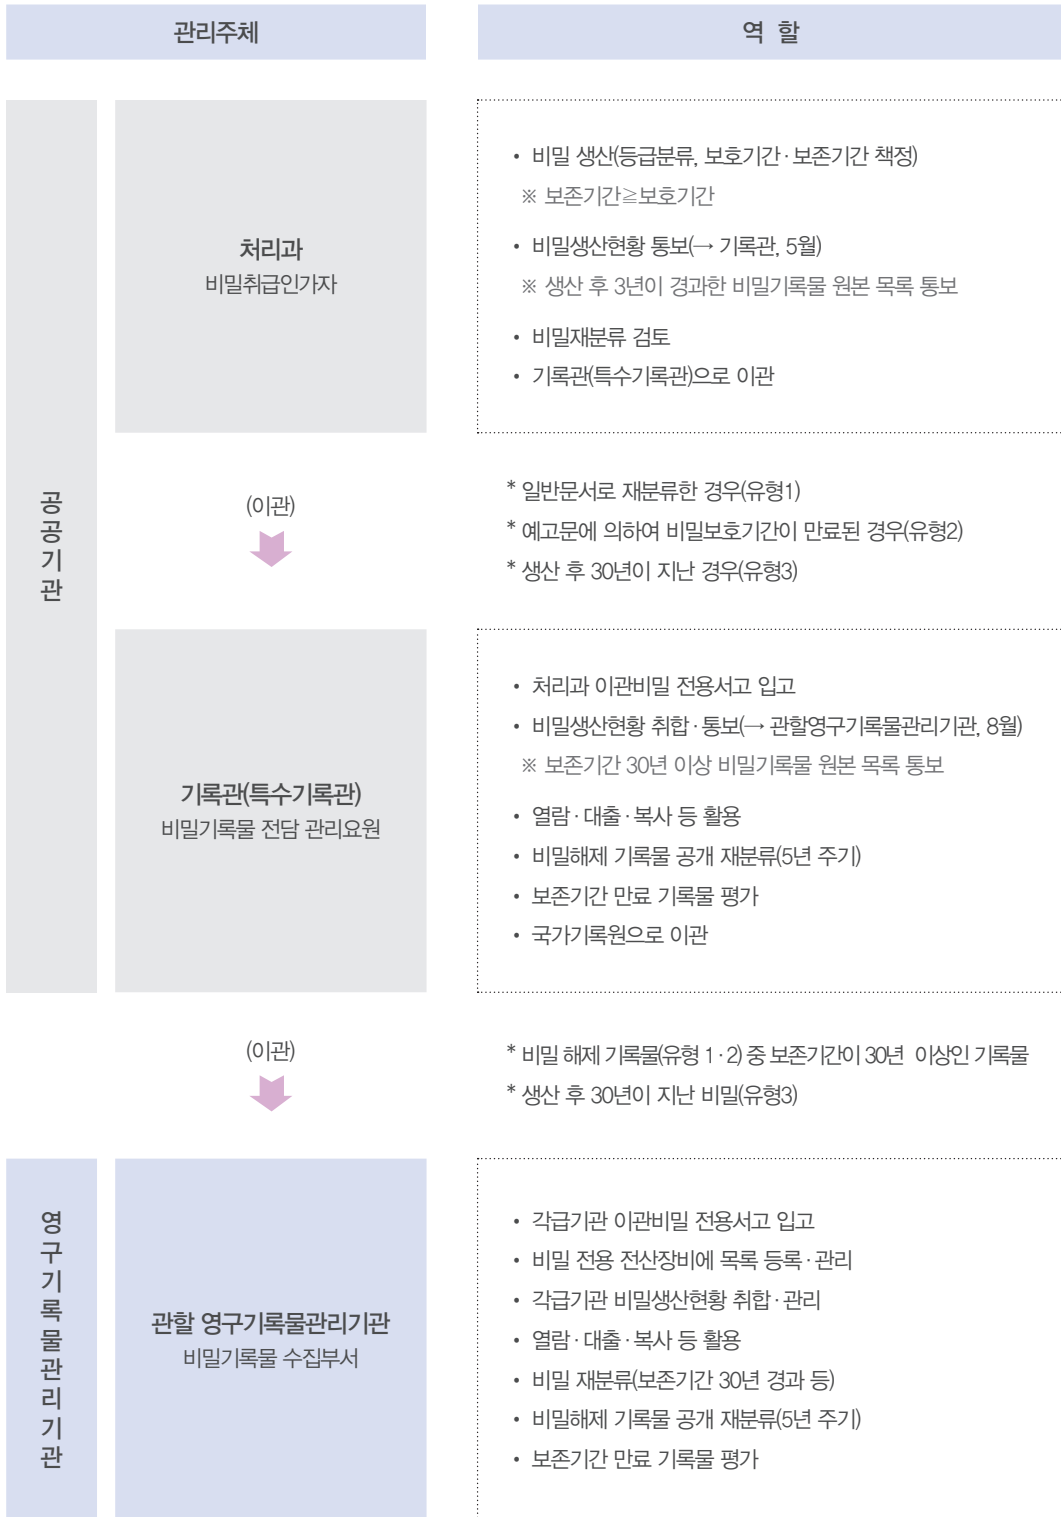 관리주체
역 할
공공기관
처리과
비밀취급인가자
• 비밀 생산(등급분류, 보호기간·보존기간 책정)
※ 보존기간≧보호기간
• 비밀생산현황 통보(→ 기록관, 5월)
※ 생산 후 3년이 경과한 비밀기록물 원본 목록 통보
• 비밀재분류 검토
• 기록관(특수기록관)으로 이관
(이관)
* 일반문서로 재분류한 경우(유형1)
* 예고문에 의하여 비밀보호기간이 만료된 경우(유형2)
* 생산 후 30년이 지난 경우(유형3)
기록관(특수기록관)
비밀기록물 전담 관리요원
• 처리과 이관비밀 전용서고 입고
• 비밀생산현황 취합·통보(→ 관할영구기록물관리기관, 8월)
※ 보존기간 30년 이상 비밀기록물 원본 목록 통보
• 열람·대출·복사 등 활용
• 비밀해제 기록물 공개 재분류(5년 주기)
• 보존기간 만료 기록물 평가
• 국가기록원으로 이관
(이관)
* 비밀 해제 기록물(유형 1·2) 중 보존기간이 30년 이상인 기록물
* 생산 후 30년이 지난 비밀(유형3)
영구기록물관리기관
관할 영구기록물관리기관
비밀기록물 수집부서
• 각급기관 이관비밀 전용서고 입고
• 비밀 전용 전산장비에 목록 등록·관리
• 각급기관 비밀생산현황 취합·관리
• 열람·대출·복사 등 활용
• 비밀 재분류(보존기간 30년 경과 등)
• 비밀해제 기록물 공개 재분류(5년 주기)
• 보존기간 만료 기록물 평가